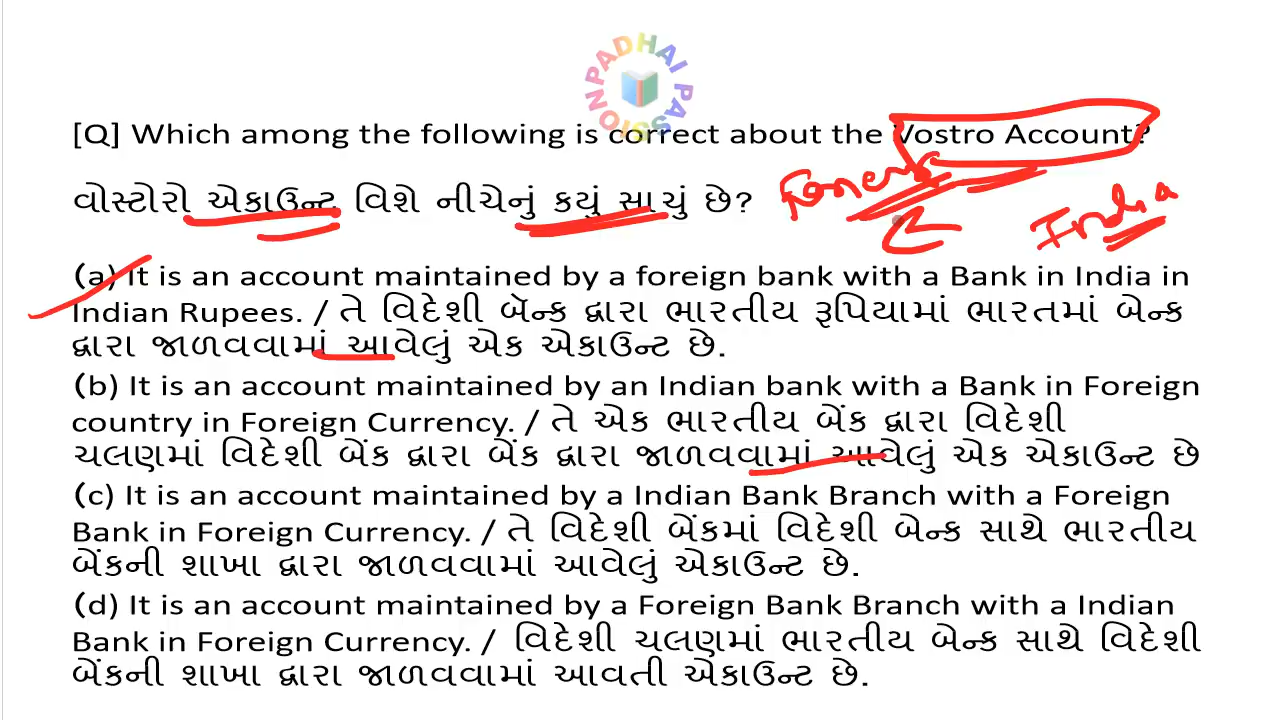 PADHAI PASSION
[Q] Which among the following is correct about the Vostro Account?
વોસ્ટોરો એકાઉન્ટ વિશે નીચેનું કયું સાચું છે?
India
(a) It is an account maintained by a foreign bank with a Bank in India in
Indian Rupees. / તે વિદેશી બૅન્ક દ્વારા ભારતીય રૂપિયામાં ભારતમાં બેન્ક
દ્વારા જાળવવામાં આવેલું એક એકાઉન્ટ છે.
(b) It is an account maintained by an Indian bank with a Bank in Foreign
country in Foreign Currency. / તે એક ભારતીય બેંક દ્વારા વિદેશી
ચલણમાં વિદેશી બેંક દ્વારા બેંક દ્વારા જાળવવામાં આવેલું એક એકાઉન્ટ છે
(c) It is an account maintained by a Indian Bank Branch with a Foreign
Bank in Foreign Currency. / તે વિદેશી બેંકમાં વિદેશી બેન્ક સાથે ભારતીય
બેંકની શાખા દ્વારા જાળવવામાં આવેલું એકાઉન્ટ છે.
(d) It is an account maintained by a Foreign Bank Branch with a Indian
Bank in Foreign Currency. / વિદેશી ચલણમાં ભારતીય બેન્ક સાથે વિદેશી
બેંકની શાખા દ્વારા જાળવવામાં આવતી એકાઉન્ટ છે.